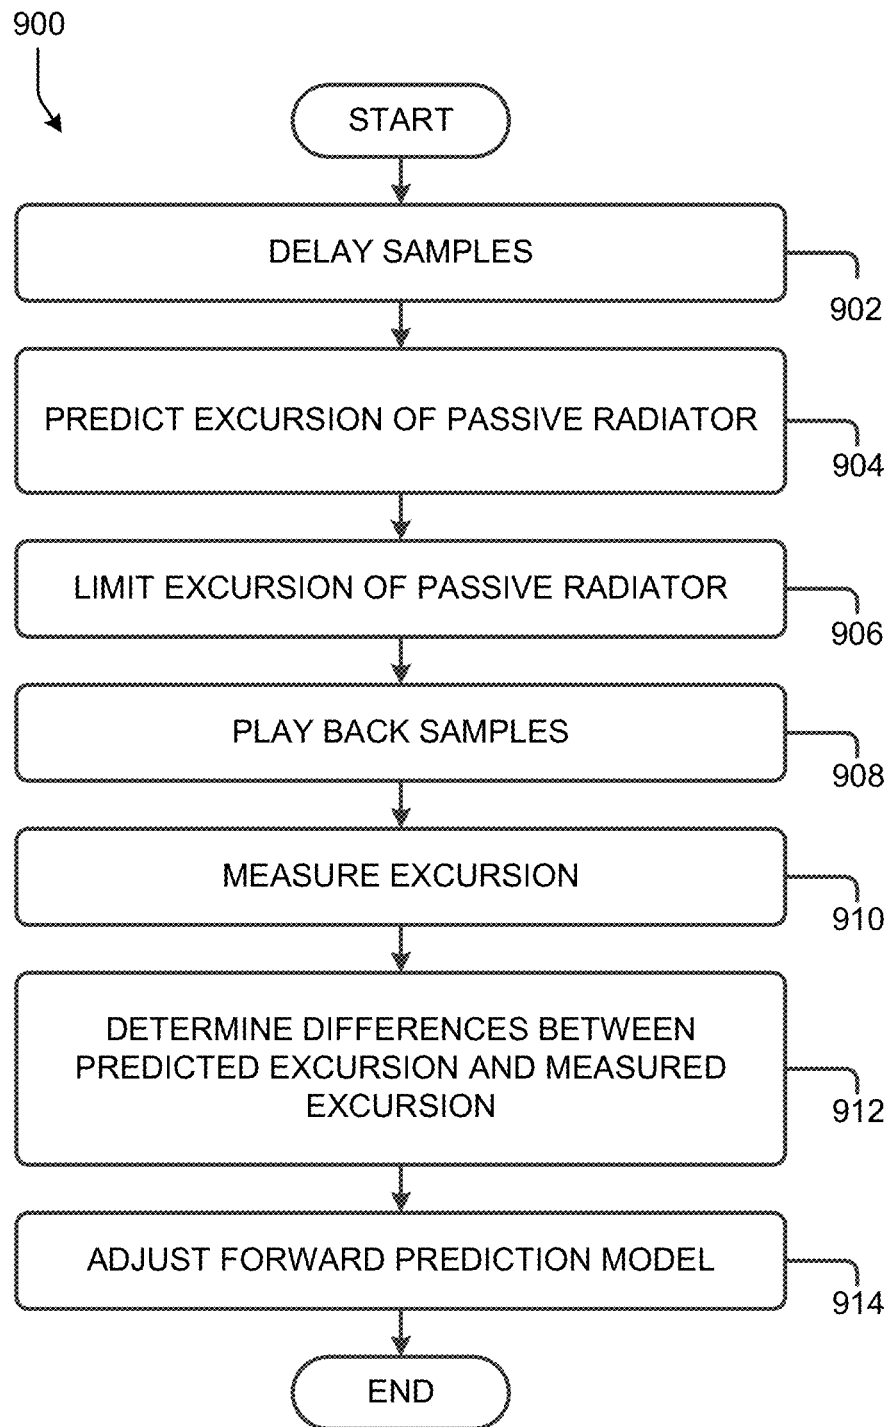 900
START
DELAY SAMPLES
902
PREDICT EXCURSION OF PASSIVE RADIATOR
904
LIMIT EXCURSION OF PASSIVE RADIATOR
906
PLAY BACK SAMPLES
908
MEASURE EXCURSION
910
DETERMINE DIFFERENCES BETWEEN
PREDICTED EXCURSION AND MEASURED
EXCURSION
912
ADJUST FORWARD PREDICTION MODEL
914
END